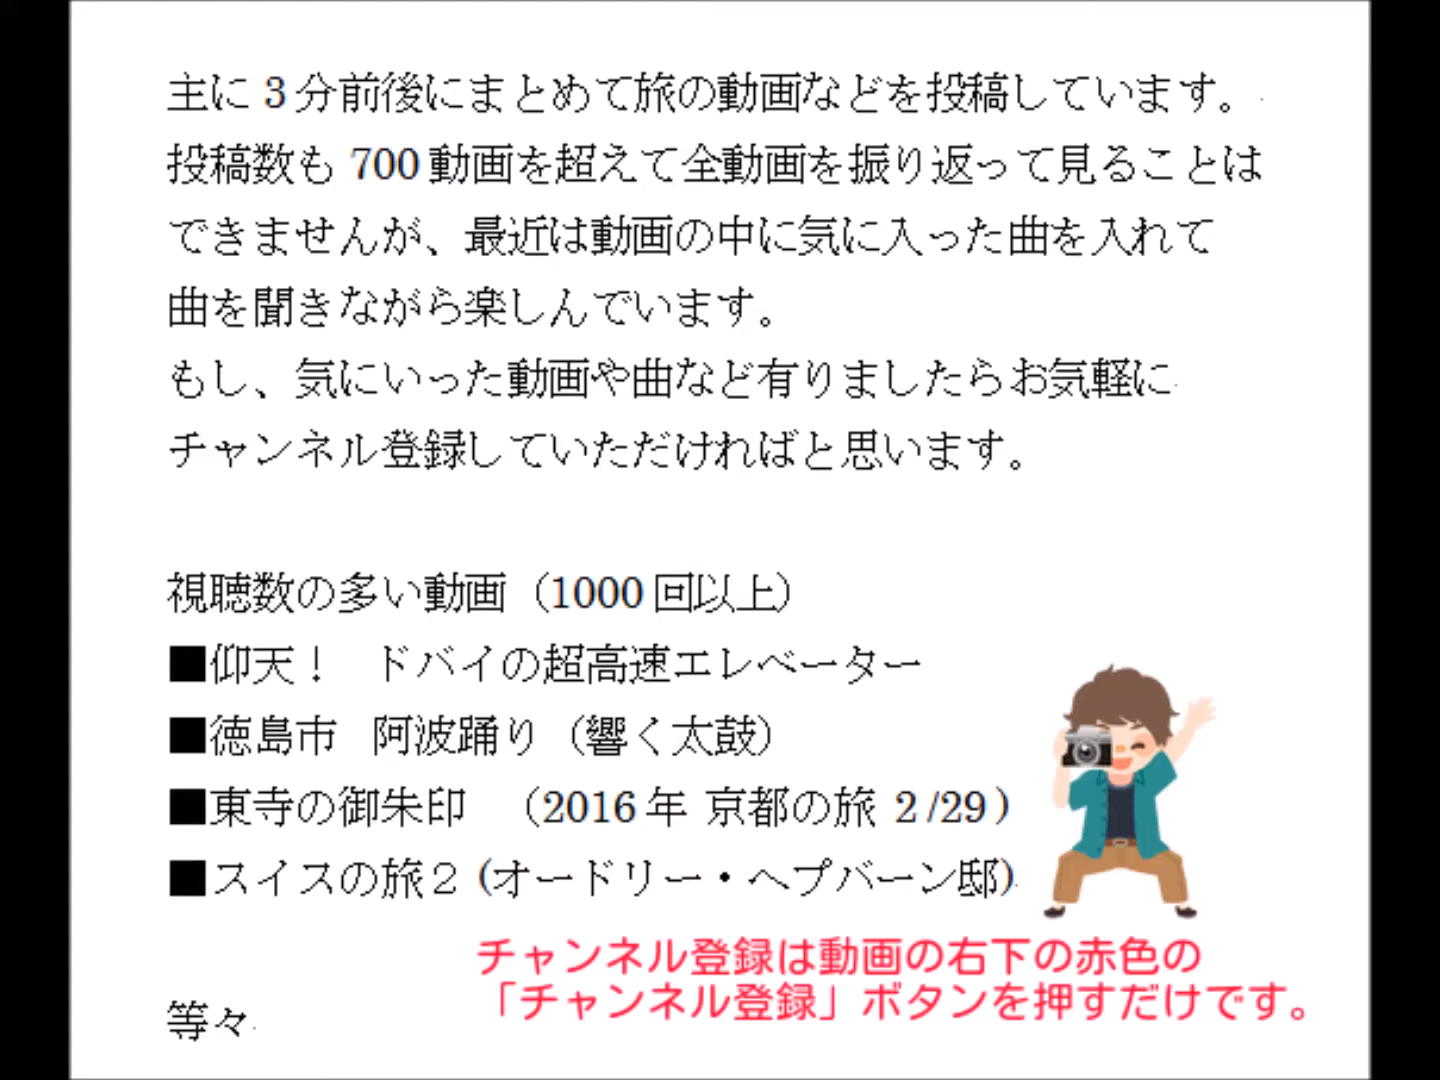 主に3分前後にまとめて旅の動画などを投稿しています。
投稿数も700動画を超えて全動画を振り返って見ることは
できませんが、最近は動画の中に気に入った曲を入れて
曲を聞きながら楽しんでいます。
もし、気にいった動画や曲など有りましたらお気軽に
チャンネル登録していただければと思います。
視聴数の多い動画（1000回以上）
■仰天！　ドバイの超高速エレベーター
■徳島市　阿波踊り（響く太鼓）
■東寺の御朱印　（2016年 京都の旅 2/29）
■スイスの旅２(オードリー・ヘプバーン邸)
等々
チャンネル登録は動画の右下の赤色の
「チャンネル登録」ボタンを押すだけです。